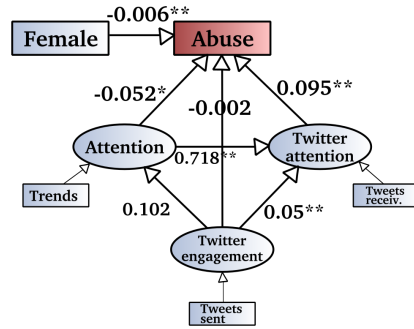 -0.006**
Female
Abuse
-0.052*
-0.002
0.095**
Attention
0.718**
Twitter
attention
Trends
Tweets
receiv.
0.102
0.05**
Twitter
engagement
Tweets
sent